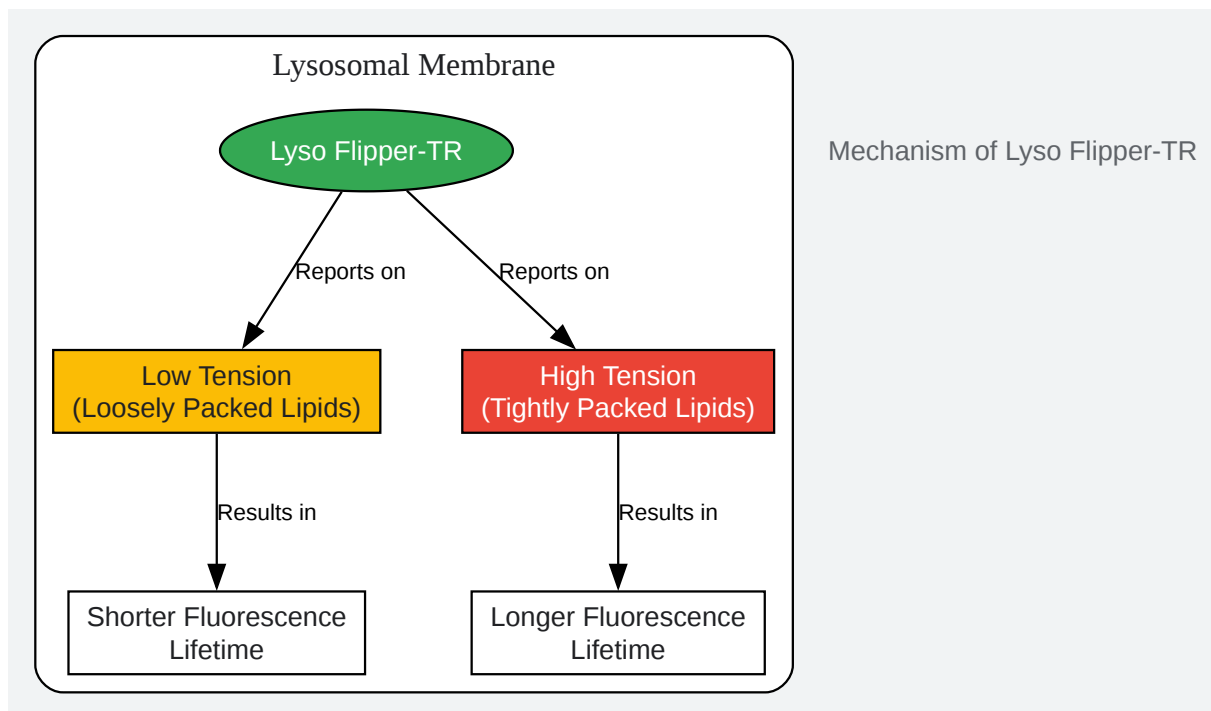 Lysosomal Membrane
Lyso Flipper-TR
Mechanism of Lyso Flipper-TR
Reports on
Reports on
Low Tension
(Loosely Packed Lipids)
High Tension
(Tightly Packed Lipids)
Results in
Results in
Shorter Fluorescence
Lifetime
Longer Fluorescence
Lifetime